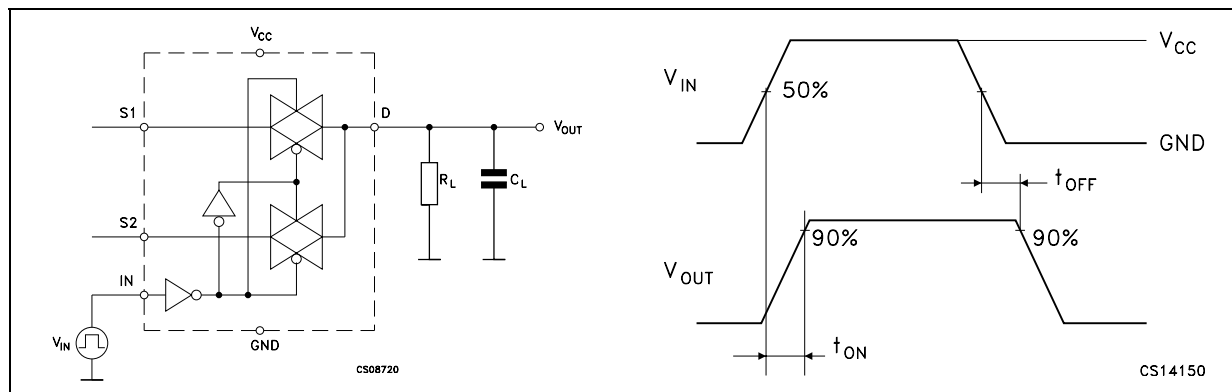 VCC
S1
D
VOUT
RL
CL
S2
IN
VIN
GND
CS08720
VCC
VIN
50%
GND
tOFF
90%
90%
VOUT
tON
CS14150